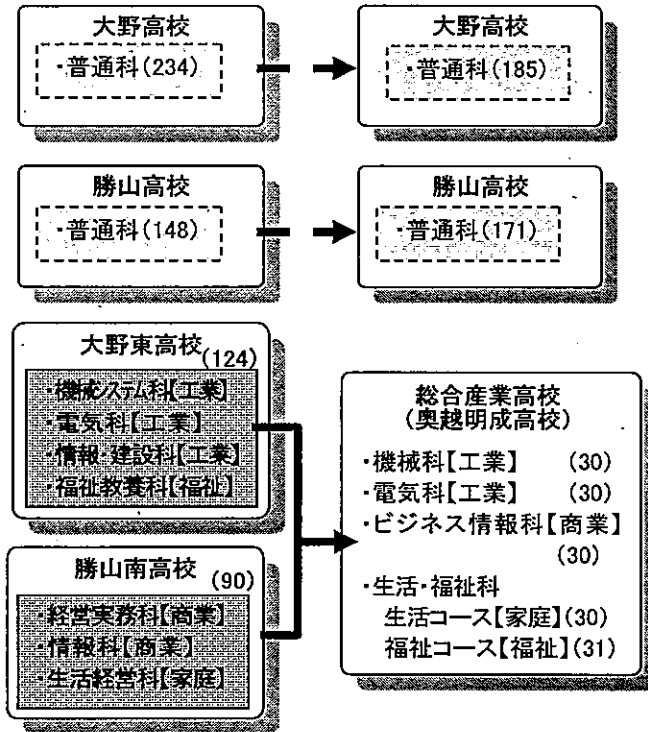 大野高校
・普通科(234)
大野高校
・普通科(185)
勝山高校
・普通科(148)
勝山高校
・普通科(171)
大野東高校
(124)
・機械システム科【工業】
・電気科【工業】
・情報・建設科【工業】
・福祉教養科【福祉】
勝山南高校
(90)
・経営実務科【商業】
・情報科【商業】
・生活経営科【家庭】
総合産業高校
(奥越明成高校)
・機械科【工業】 (30)
・電気科【工業】 (30)
・ビジネス情報科【商業】
(30)
・生活・福祉科
生活コース【家庭】(30)
福祉コース【福祉】(31)